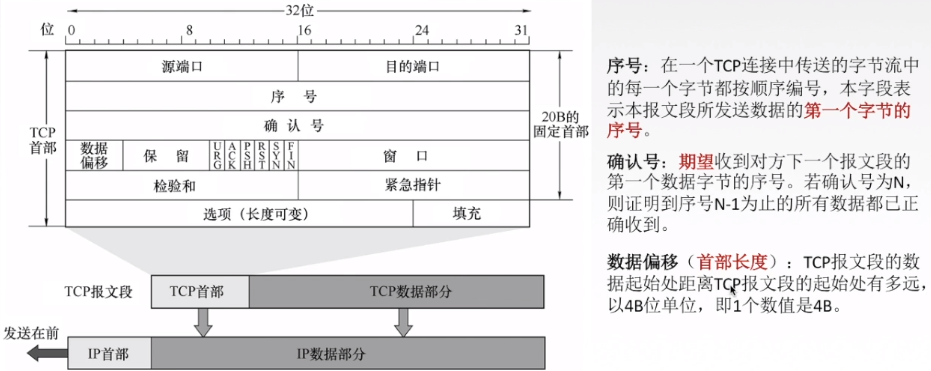 32位
位 0 8 16 24 31
源端口 目的端口
序 号
确 认 号
TCP
首部
20B的
固定首部
数据
偏移
保 留
URG ACK PSH RST SYN FIN
窗 口
检验和 紧急指针
选项（长度可变） 填充
TCP报文段 TCP首部 TCP数据部分
发送在前
IP首部 IP数据部分
序号：在一个TCP连接中传送的字节流中
的每一个字节都按顺序编号，本字段表
示本报文段所发送数据的第一个字节的
序号。
确认号：期望收到对方下一个报文段的
第一个数据字节的序号。若确认号为N，
则证明到序号N-1为止的所有数据都已正
确收到。
数据偏移（首部长度）：TCP报文段的数
据起始处距离TCP报文段的起始处有多远，
以4B位单位，即1个数值是4B。